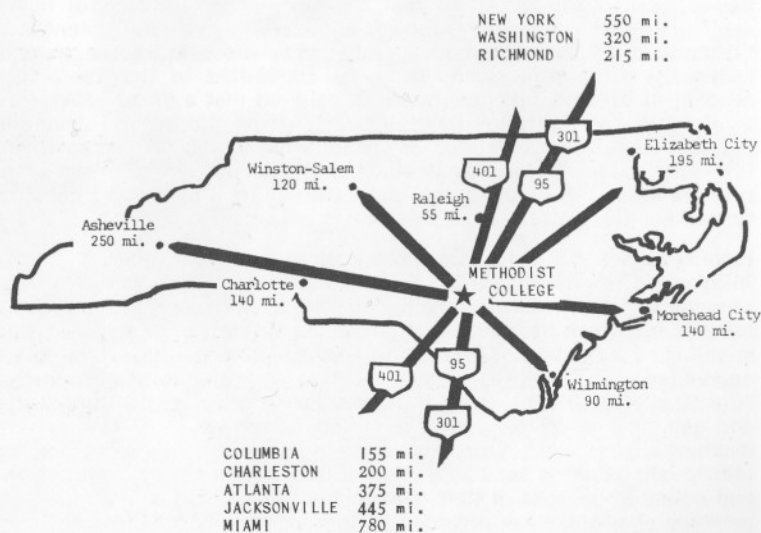 NEW YORK 550 mi.
WASHINGTON 320 mi.
RICHMOND 215 mi.
301
401
95
Elizabeth City
195 mi.
Winston-Salem
120 mi.
Raleigh
55 mi.
Asheville
250 mi.
METHODIST
COLLEGE
Charlotte
140 mi.
Morehead City
140 mi.
95
401
Wilmington
90 mi.
301
COLUMBIA 155 mi.
CHARLESTON 200 mi.
ATLANTA 375 mi.
JACKSONVILLE 445 mi.
MIAMI 780 mi.